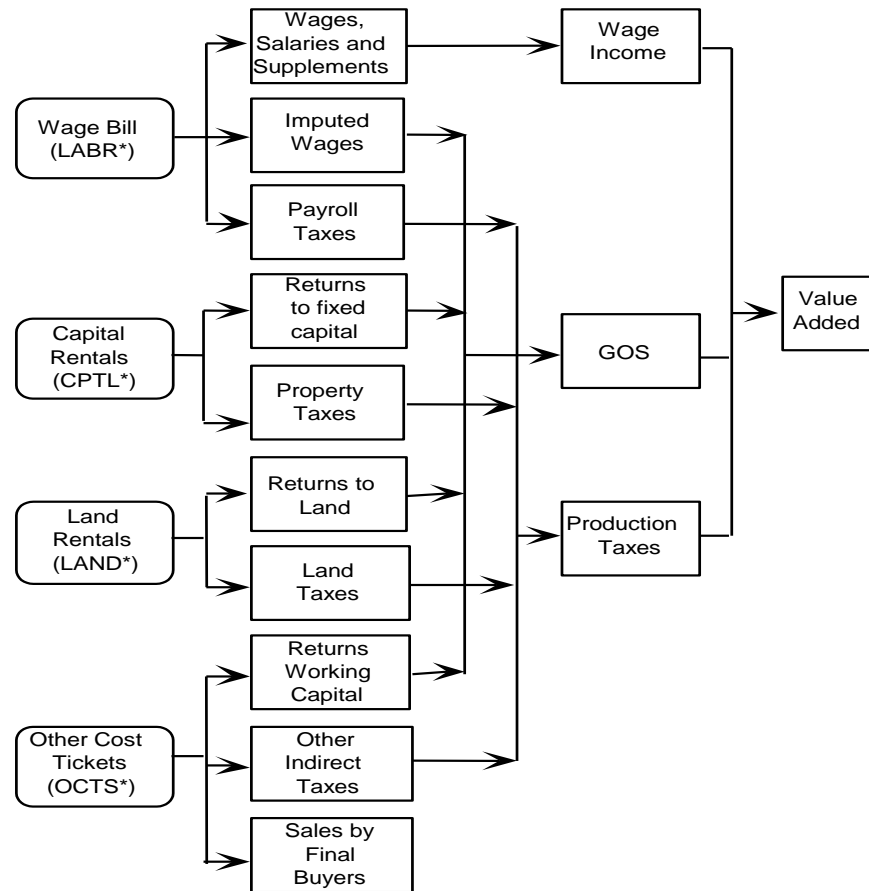 Wages,
Salaries and
Supplements
Wage
Income
Wage Bill
(LABR*)
Imputed
Wages
Payroll
Taxes
Returns
to fixed
capital
Value
Added
Capital
Rentals
(CPTL*)
GOS
Property
Taxes
Returns to
Land
Land
Rentals
(LAND*)
Production
Taxes
Land
Taxes
Returns
Working
Capital
Other Cost
Tickets
(OCTS*)
Other
Indirect
Taxes
Sales by
Final
Buyers